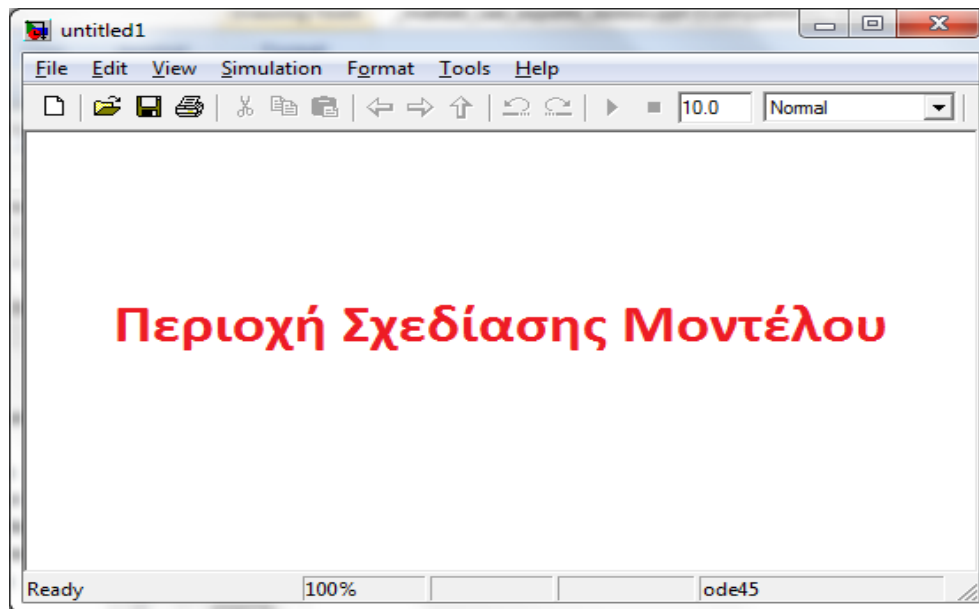 untitled1
File Edit View Simulation Format Tools Help
10.0 Normal
Περιοχή Σχεδίασης Μοντέλου
Ready 100% ode45